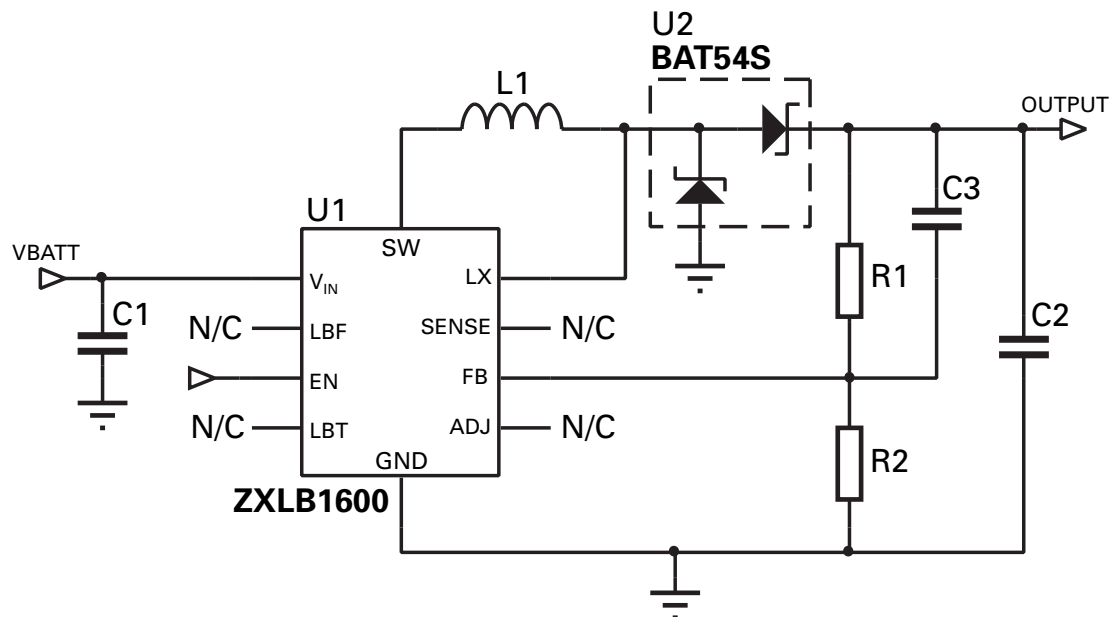 U2
BAT54S
L1
OUTPUT
C3
U1
SW
VBATT
VIN
LX
R1
C1
N/C
LBF
SENSE
N/C
C2
EN
FB
N/C
LBT
ADJ
N/C
GND
R2
ZXLB1600